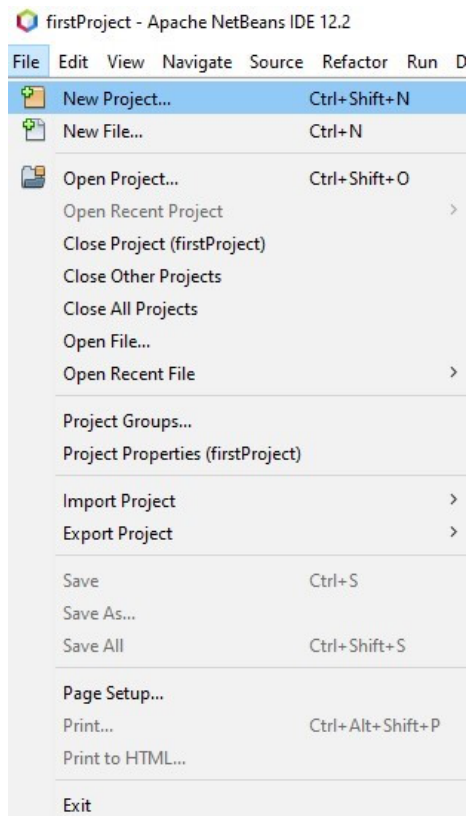 firstProject - Apache NetBeans IDE 12.2
File Edit View Navigate Source Refactor Run D
New Project... Ctrl+Shift+N
New File... Ctrl+N
Open Project... Ctrl+Shift+O
Open Recent Project
Close Project (firstProject)
Close Other Projects
Close All Projects
Open File...
Open Recent File
Project Groups...
Project Properties (firstProject)
Import Project
Export Project
Save Ctrl+S
Save As...
Save All Ctrl+Shift+S
Page Setup...
Print... Ctrl+Alt+Shift+P
Print to HTML...
Exit